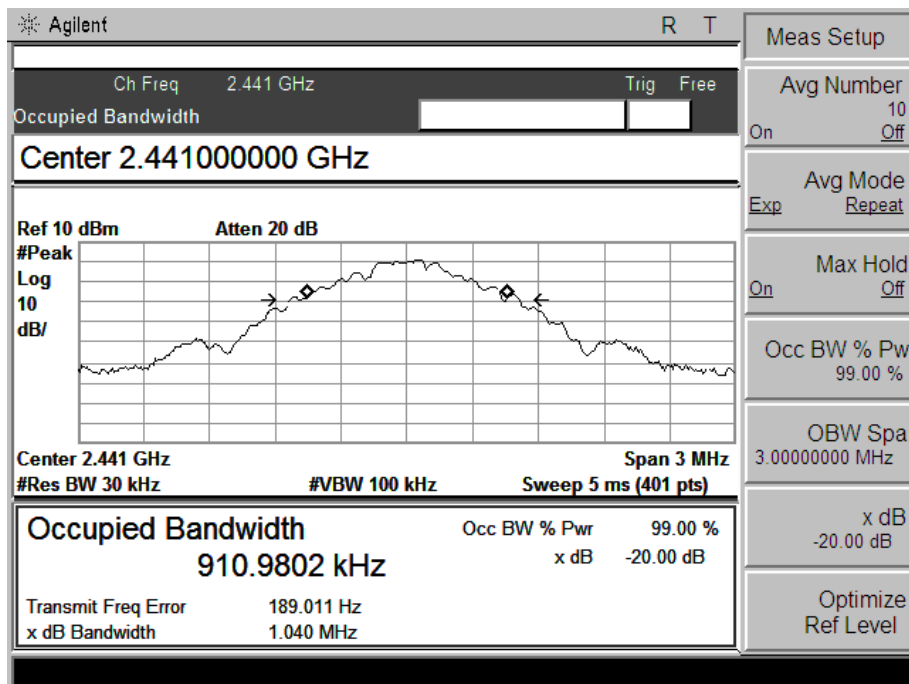 Agilent R T
Ch Freq 2.441 GHz Trig Free
Occupied Bandwidth
Center 2.441000000 GHz
Ref 10 dBm Atten 20 dB
#Peak
Log
10
dB/
Center 2.441 GHz Span 3 MHz
#Res BW 30 kHz #VBW 100 kHz Sweep 5 ms (401 pts)
Occupied Bandwidth Occ BW % Pwr 99.00 %
910.9802 kHz x dB -20.00 dB
Transmit Freq Error 189.011 Hz
x dB Bandwidth 1.040 MHz
Meas Setup
Avg Number
10
On Off
Avg Mode
Exp Repeat
Max Hold
On Off
Occ BW % Pw
99.00 %
OBW Spa
3.00000000 MHz
x dB
-20.00 dB
Optimize
Ref Level